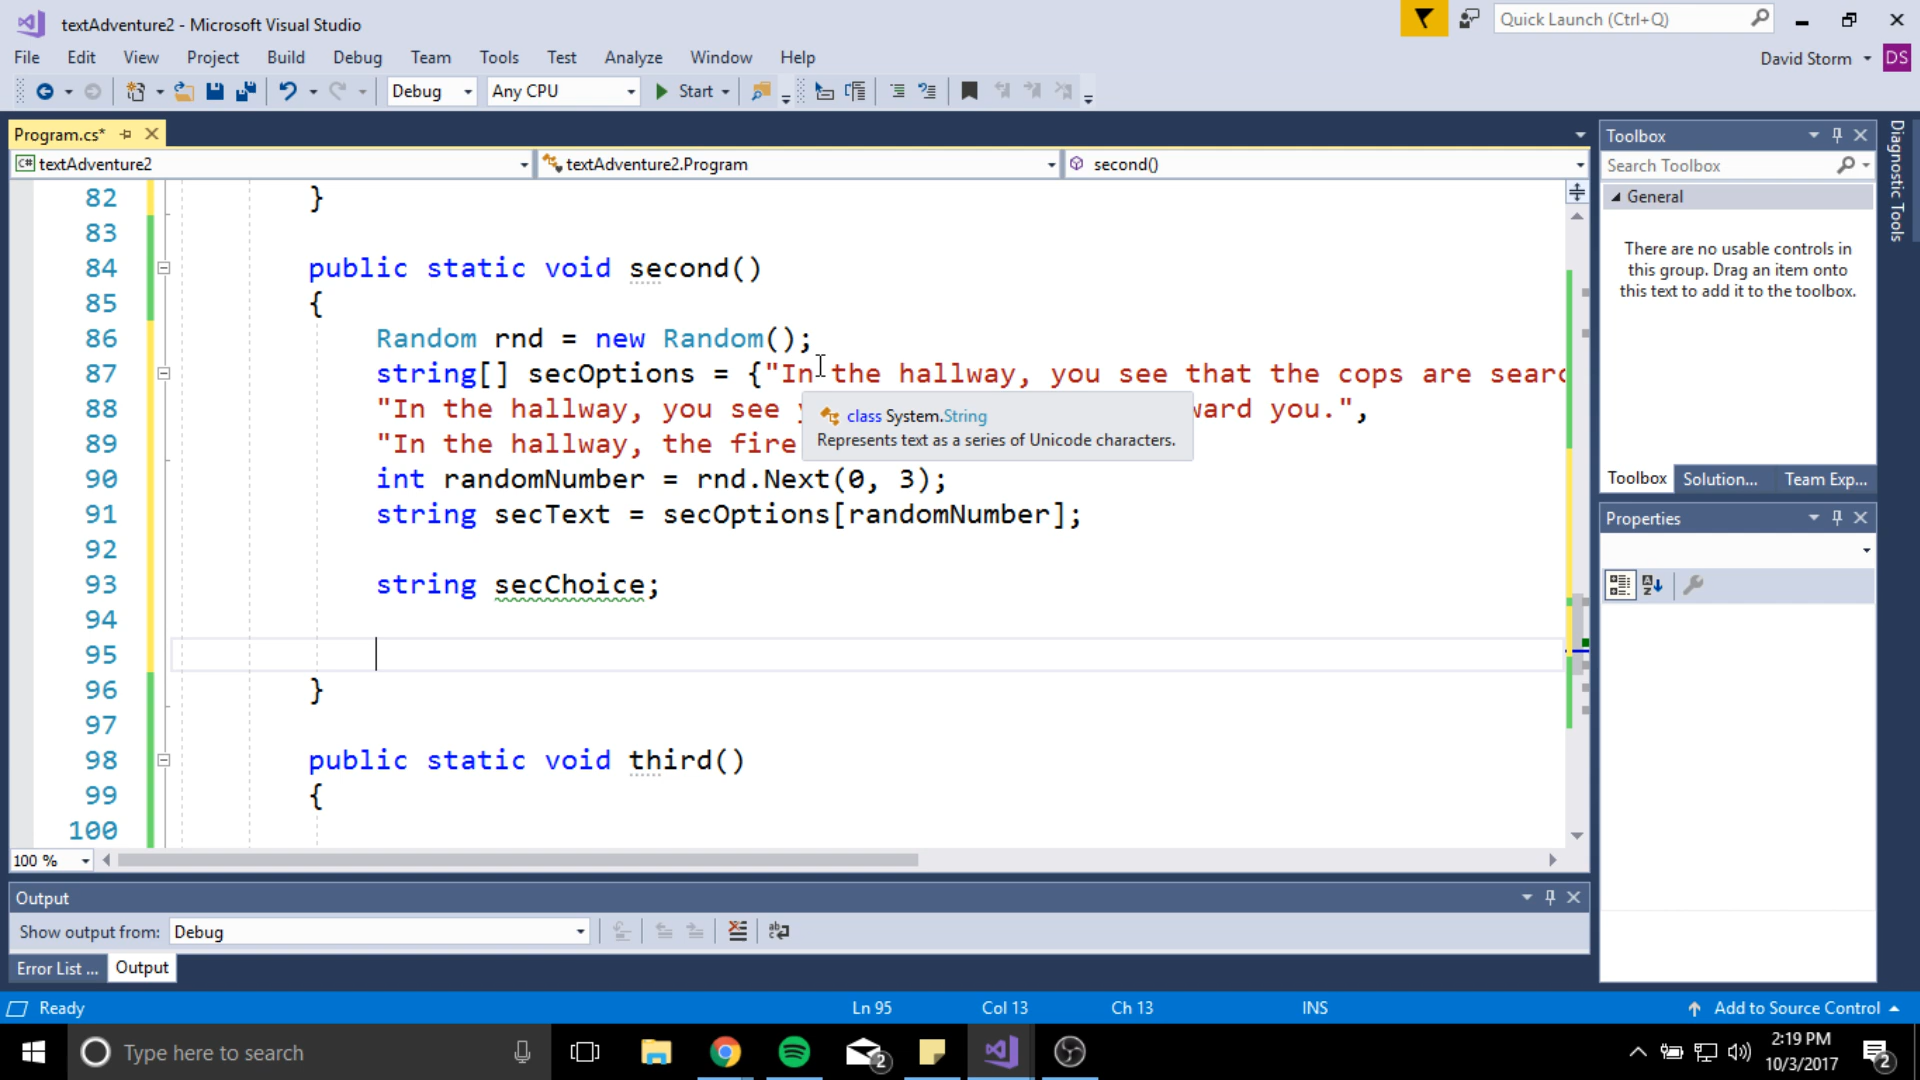 textAdventure2 - Microsoft Visual Studio
Quick Launch (Ctrl+Q)
File Edit View Project Build Debug Team Tools Test Analyze Window Help
David Storm DS
Debug Any CPU Start
Program.cs*
C# textAdventure2 textAdventure2.Program second()
82 }
83
84 public static void second()
85 {
86 Random rnd = new Random();
87 string[] secOptions = {"In the hallway, you see that the cops are searc
88 "In the hallway, you see ward you.",
89 "In the hallway, the fire
class System.String
Represents text as a series of Unicode characters.
90 int randomNumber = rnd.Next(0, 3);
91 string secText = secOptions[randomNumber];
92
93 string secChoice;
94
95
96 }
97
98 public static void third()
99 {
100
100 %
Toolbox
Search Toolbox
General
There are no usable controls in
this group. Drag an item onto
this text to add it to the toolbox.
Toolbox Solution... Team Exp...
Properties
Diagnostic Tools
Output
Show output from: Debug
Error List ... Output
Ready Ln 95 Col 13 Ch 13 INS Add to Source Control
Type here to search
2
2:19 PM
10/3/2017
2